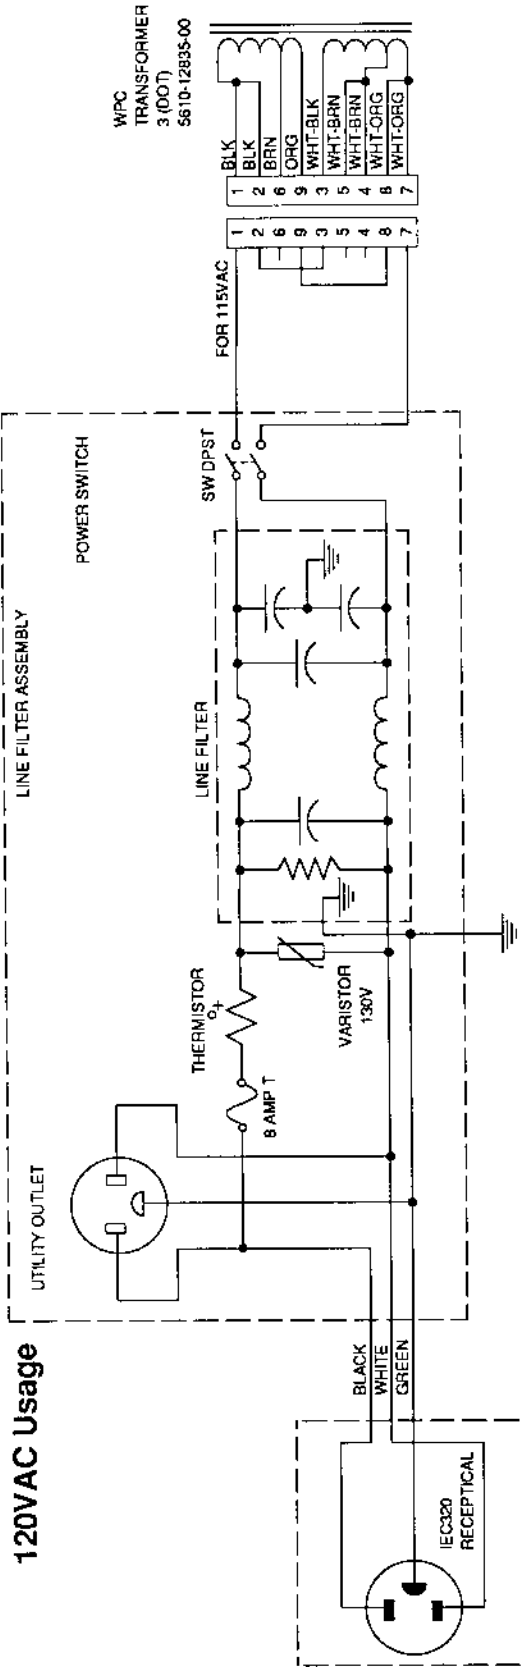 120VAC Usage
UTILITY OUTLET
LINE FILTER ASSEMBLY
POWER SWITCH
WPC
TRANSFORMER
3 (DOT)
5610-12835-00
THERMISTOR
8 AMP T
VARISTOR
130V
LINE FILTER
SW DPST
FOR 115VAC
BLACK
WHITE
GREEN
IEC320
RECEPTICAL
1
2
6
9
3
5
4
8
7
1
2
6
9
3
5
4
8
7
BLK
BLK
BRN
ORG
WHT-BLK
WHT-BRN
WHT-BRN
WHT-ORG
WHT-ORG